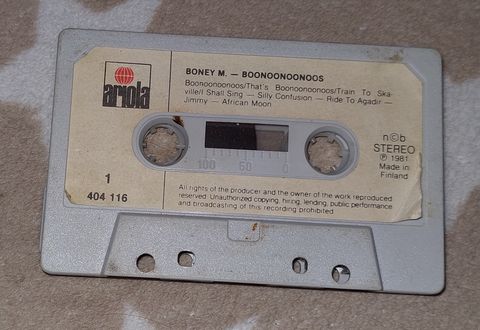 BONEY M. — BOONOONOONOOS
Boonoonoonoos/That's Boonoonoonoos/Train To Ska-
ville/I Shall Sing — Silly Confusion — Ride To Agadir —
Jimmy — African Moon
ariola
n©b
STEREO
℗ 1981
Made in
Finland
100 50 0
1
404 116
All rights of the producer and the owner of the work reproduced
reserved. Unauthorized copying, hiring, lending, public performance
and broadcasting of this recording prohibited